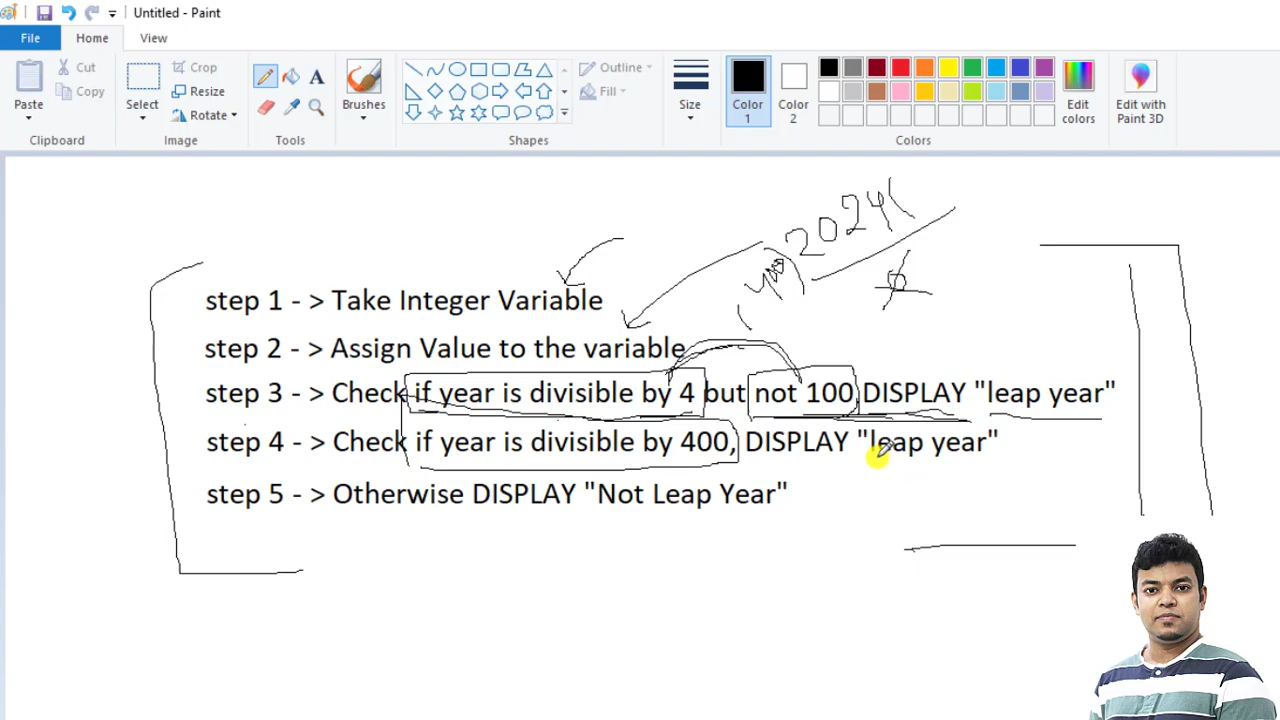 Untitled - Paint
File Home View
Paste Cut Copy Select Crop Resize Rotate Brushes Outline Fill Size Color 1 Color 2 Edit colors Edit with Paint 3D
Clipboard Image Tools Shapes Colors
2024
step 1 - > Take Integer Variable
step 2 - > Assign Value to the variable
step 3 - > Check if year is divisible by 4 but not 100, DISPLAY "leap year"
step 4 - > Check if year is divisible by 400, DISPLAY "leap year"
step 5 - > Otherwise DISPLAY "Not Leap Year"